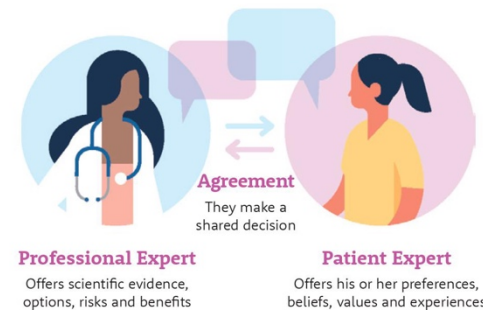 Agreement
They make a
shared decision
Professional Expert
Offers scientific evidence,
options, risks and benefits
Patient Expert
Offers his or her preferences,
beliefs, values and experiences